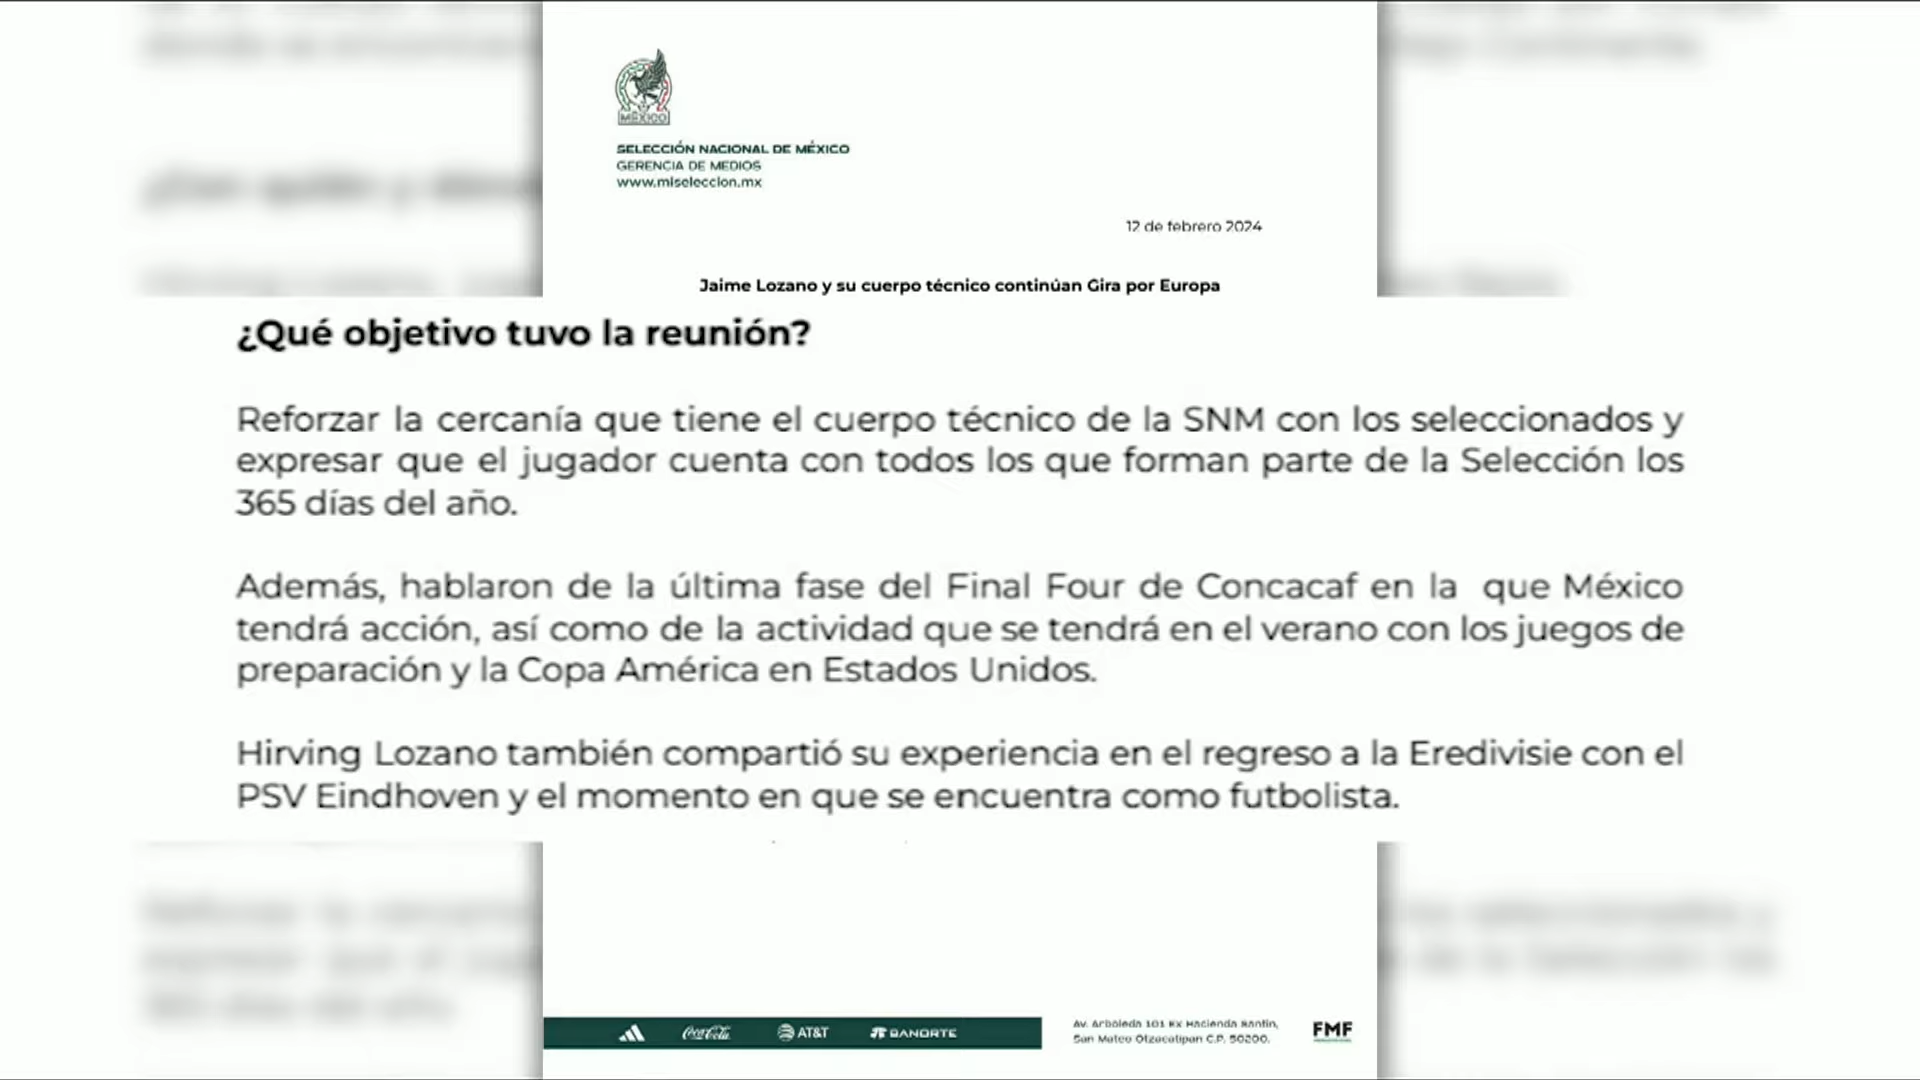 MÉXICO
SELECCIÓN NACIONAL DE MÉXICO
GERENCIA DE MEDIOS
www.miseleccion.mx
12 de febrero 2024
Jaime Lozano y su cuerpo técnico continúan Gira por Europa
¿Qué objetivo tuvo la reunión?
Reforzar la cercanía que tiene el cuerpo técnico de la SNM con los seleccionados y
expresar que el jugador cuenta con todos los que forman parte de la Selección los
365 días del año.
Además, hablaron de la última fase del Final Four de Concacaf en la que México
tendrá acción, así como de la actividad que se tendrá en el verano con los juegos de
preparación y la Copa América en Estados Unidos.
Hirving Lozano también compartió su experiencia en el regreso a la Eredivisie con el
PSV Eindhoven y el momento en que se encuentra como futbolista.
Coca-Cola AT&T BANORTE
Av. Arboleda 101 Ex Hacienda Santín,
San Mateo Otzacatipan C.P. 50200.
FMF